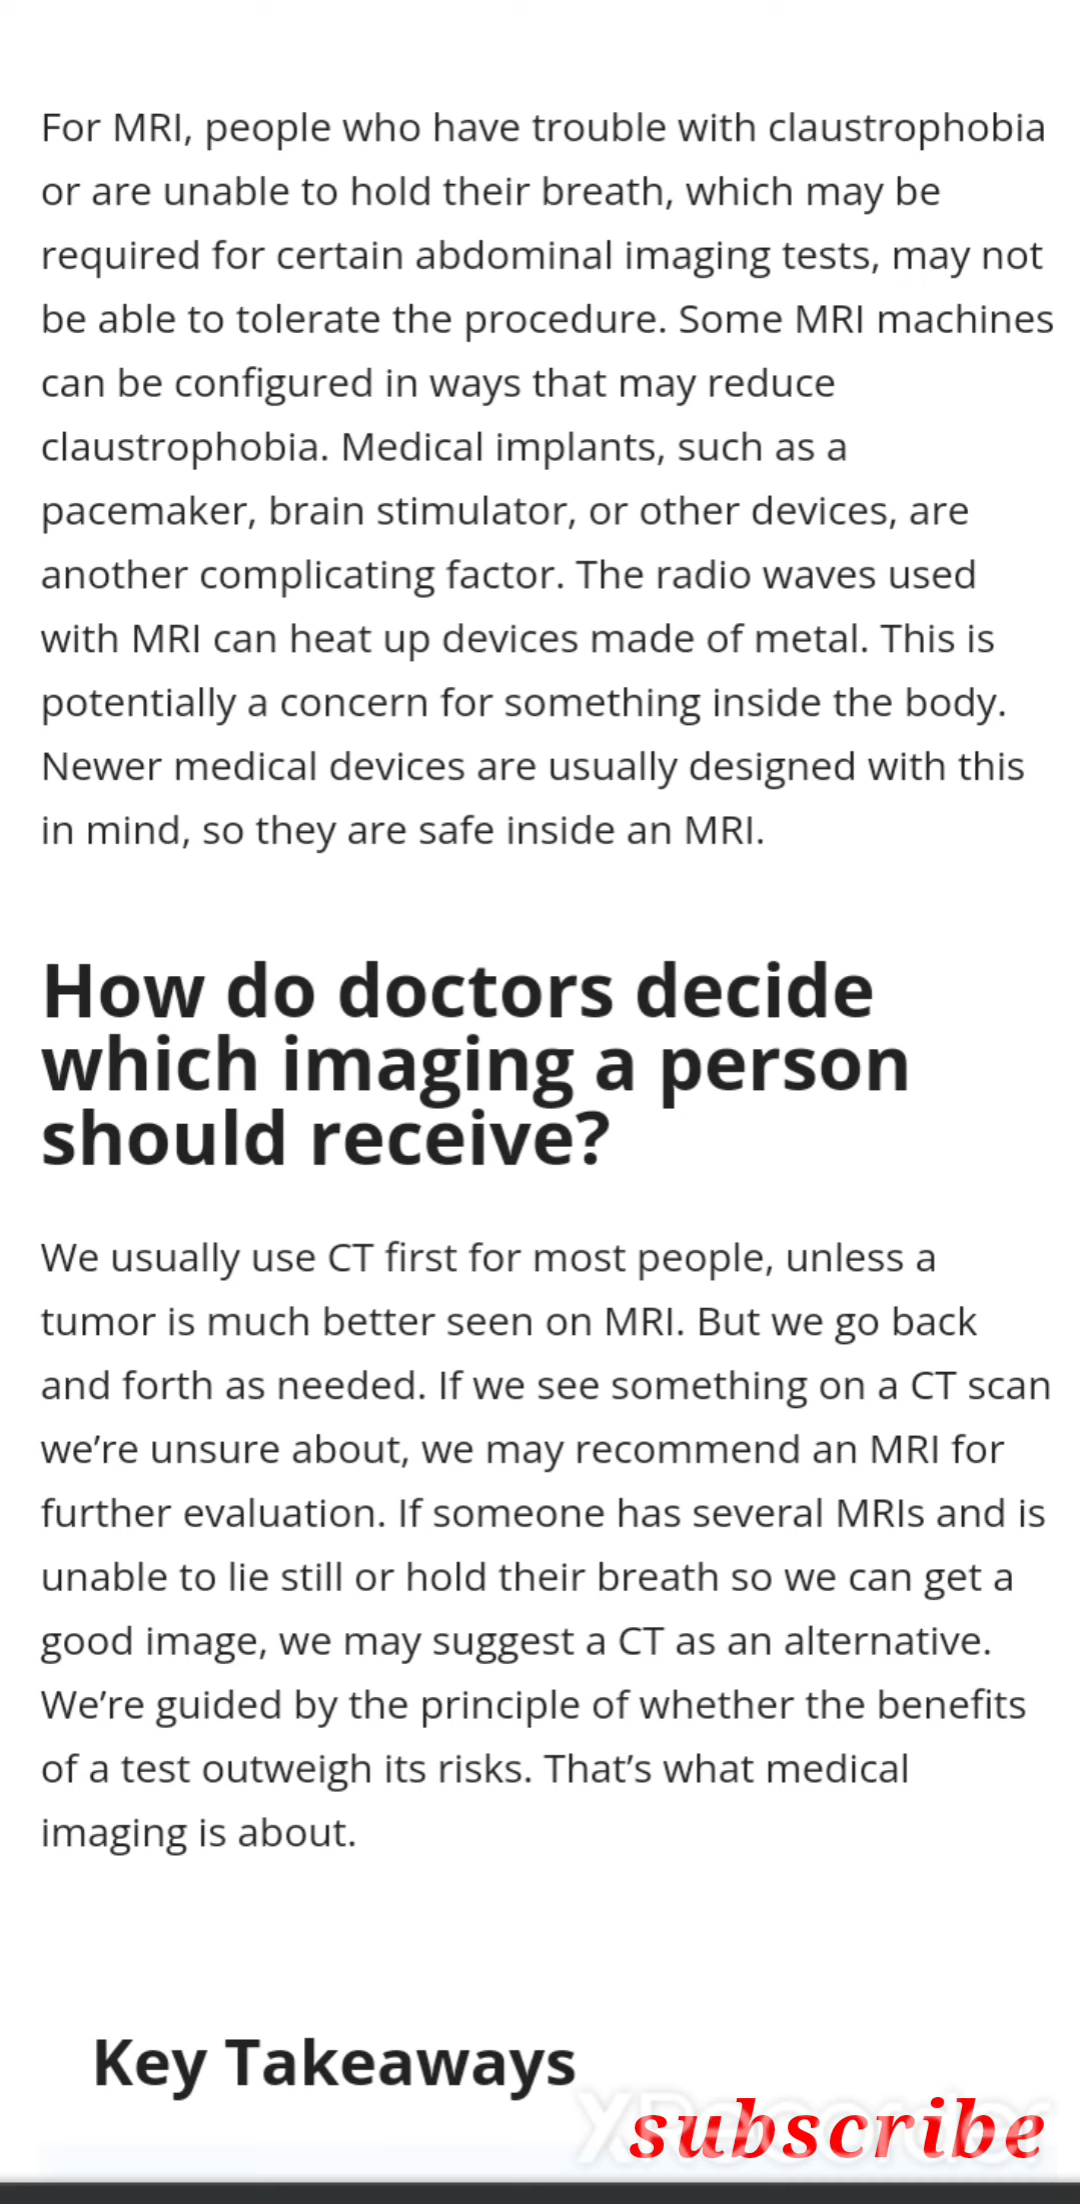 For MRI, people who have trouble with claustrophobia
or are unable to hold their breath, which may be
required for certain abdominal imaging tests, may not
be able to tolerate the procedure. Some MRI machines
can be configured in ways that may reduce
claustrophobia. Medical implants, such as a
pacemaker, brain stimulator, or other devices, are
another complicating factor. The radio waves used
with MRI can heat up devices made of metal. This is
potentially a concern for something inside the body.
Newer medical devices are usually designed with this
in mind, so they are safe inside an MRI.
How do doctors decide
which imaging a person
should receive?
We usually use CT first for most people, unless a
tumor is much better seen on MRI. But we go back
and forth as needed. If we see something on a CT scan
we’re unsure about, we may recommend an MRI for
further evaluation. If someone has several MRIs and is
unable to lie still or hold their breath so we can get a
good image, we may suggest a CT as an alternative.
We’re guided by the principle of whether the benefits
of a test outweigh its risks. That’s what medical
imaging is about.
Key Takeaways
subscribe